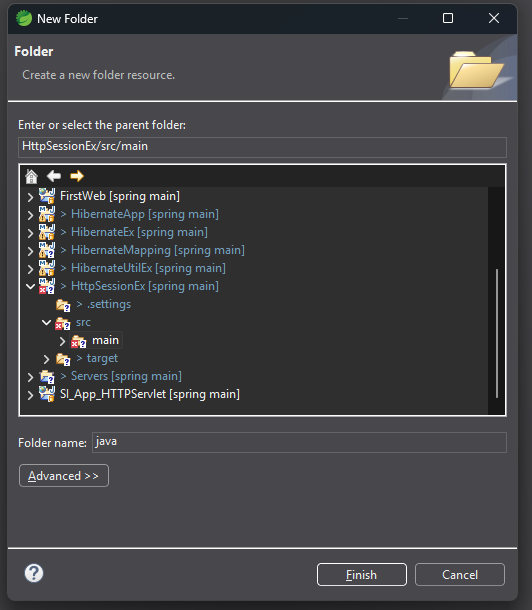 New Folder
Folder
Create a new folder resource.
Enter or select the parent folder:
HttpSessionEx/src/main
FirstWeb [spring main]
> HibernateApp [spring main]
> HibernateEx [spring main]
> HibernateMapping [spring main]
> HibernateUtilEx [spring main]
> HttpSessionEx [spring main]
> .settings
src
main
> target
> Servers [spring main]
SI_App_HTTPServlet [spring main]
Folder name: java
Advanced >>
Finish Cancel